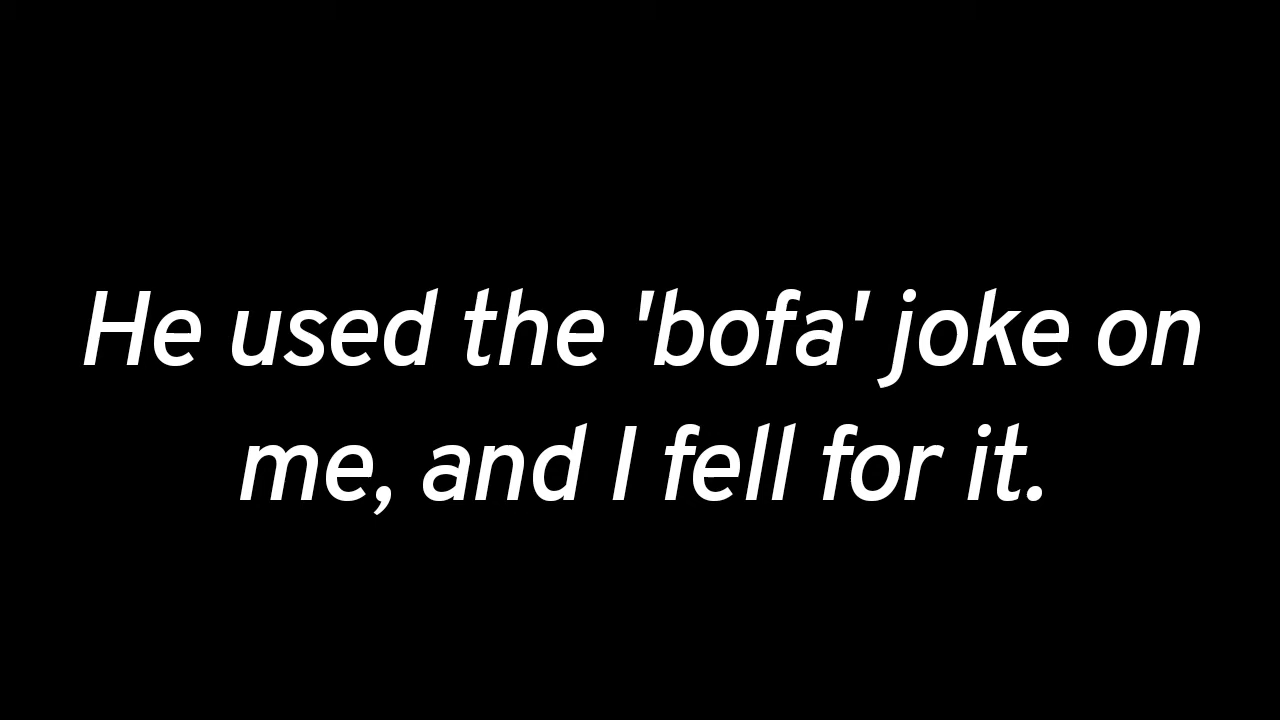 He used the 'bofa' joke on
me, and I fell for it.